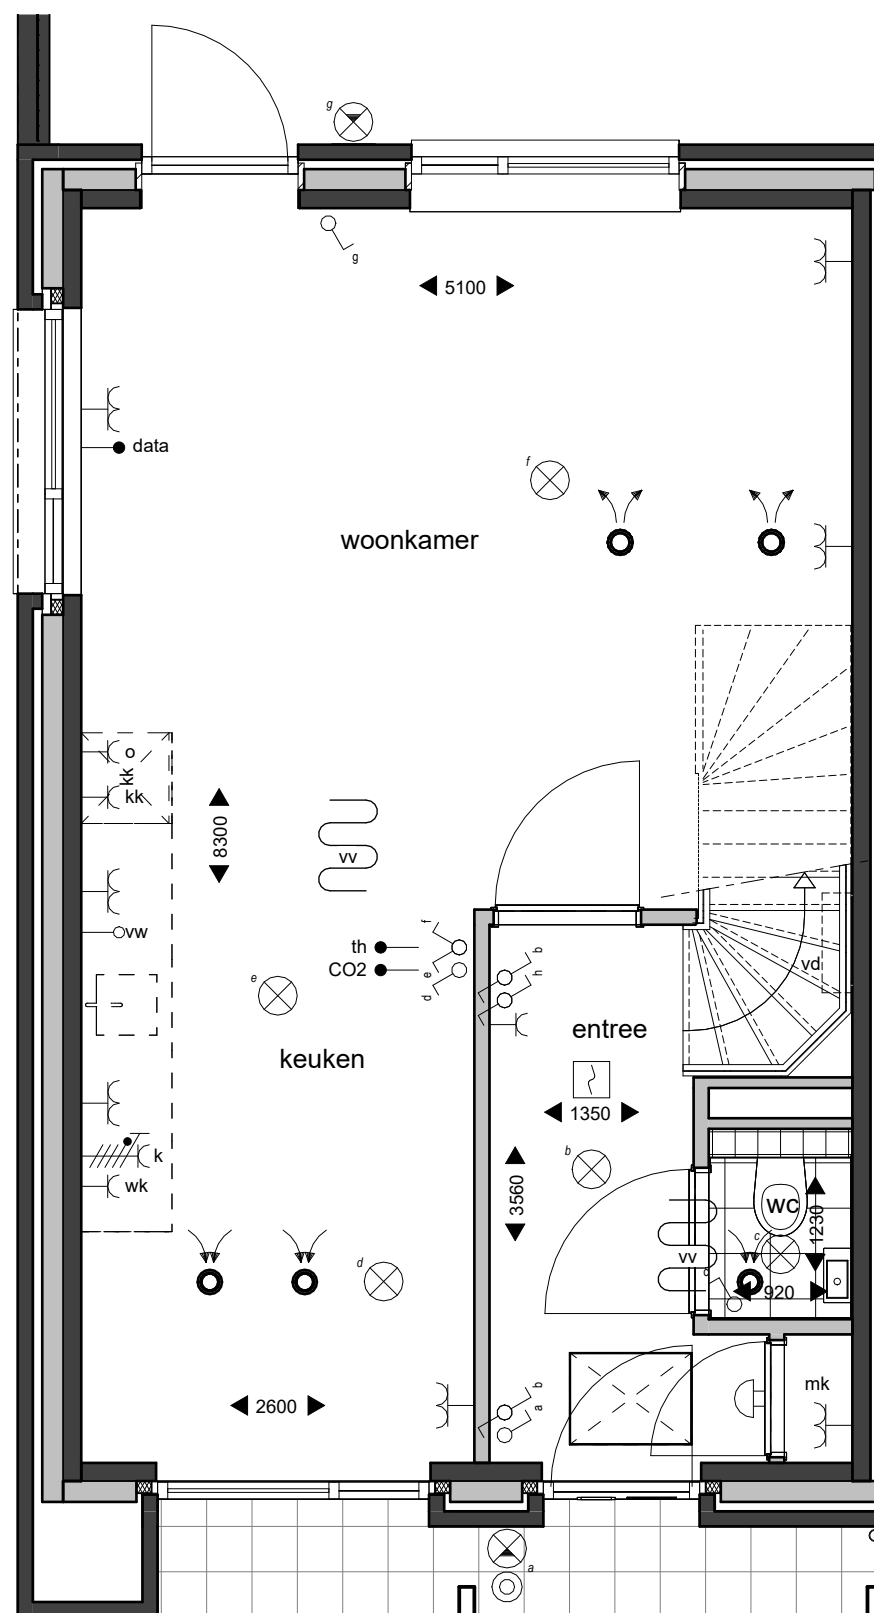 g
g
5100
data
f
woonkamer
o
kk
kk
8300
vv
vw
f
th
e
CO2
d
b
h
e
vd
entree
keuken
1350
k
wk
b
3560
WC
1230
c
vv
c
920
d
2600
b
a
mk
a